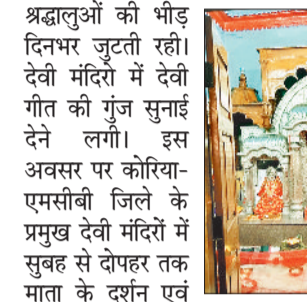 श्रद्धालुओं की भीड़
दिनभर जुटती रही।
देवी मंदिरो में देवी
गीत की गुंज सुनाई
देने लगी। इस
अवसर पर कोरिया-
एमसीबी जिले के
प्रमुख देवी मंदिरों में
सुबह से दोपहर तक
माता के दर्शन एवं